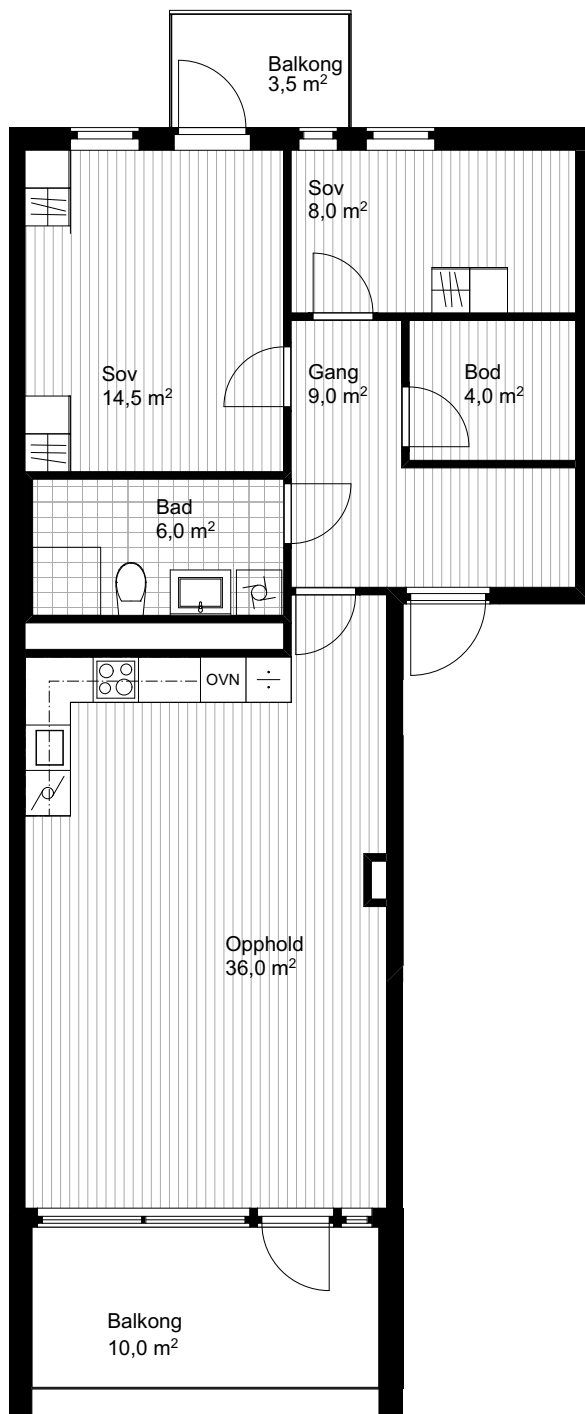 Balkong
3,5 m²
Sov
8,0 m²
Sov
14,5 m²
Gang
9,0 m²
Bod
4,0 m²
Bad
6,0 m²
OVN
Opphold
36,0 m²
Balkong
10,0 m²